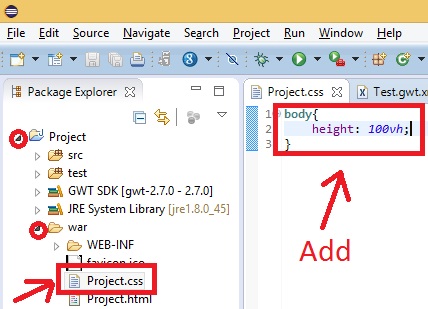 File Edit Source Navigate Search Project Run Window
Package Explorer
Project
src
test
GWT SDK [gwt-2.7.0 - 2.7.0]
JRE System Library [jre1.8.0_45]
war
WEB-INF
favicon.ico
Project.css
Project.html
Project.css
Test.gwt.x
1 body{
2 height: 100vh;
3 }
Add